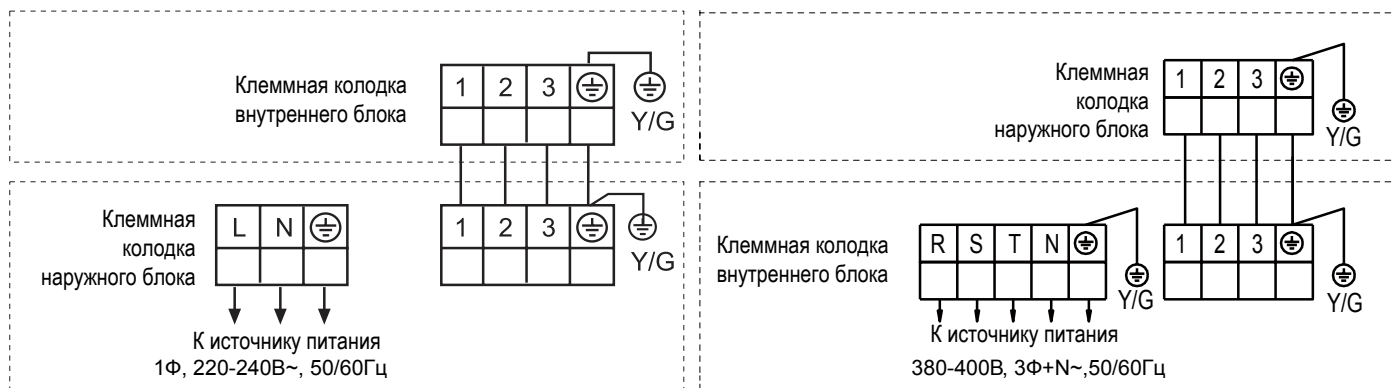 Клеммная колодка
внутреннего блока
1 2 3
Y/G
Клеммная
колодка
наружного блока
L N
1 2 3
Y/G
К источнику питания
1Ф, 220-240В~, 50/60Гц
Клеммная
колодка
наружного блока
1 2 3
Y/G
Клеммная колодка
внутреннего блока
R S T N
Y/G
1 2 3
Y/G
К источнику питания
380-400В, 3Ф+N~,50/60Гц